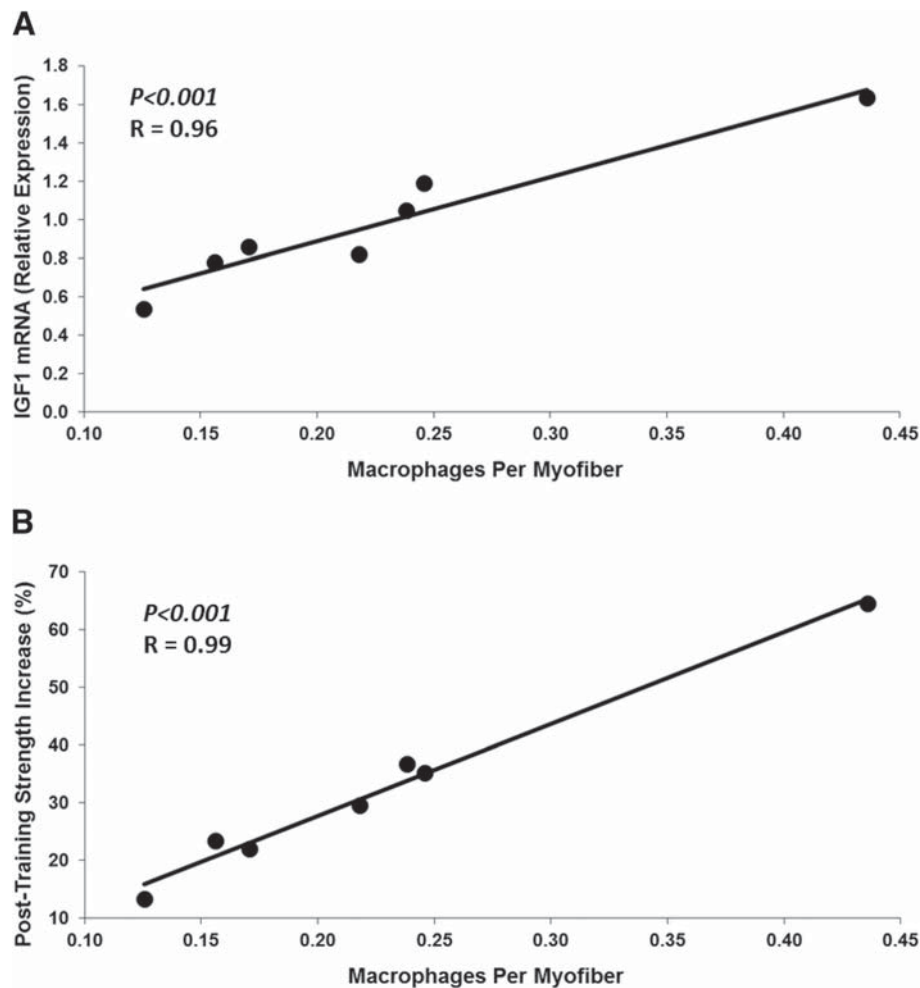 A
IGF1 mRNA (Relative Expression)
1.8
1.6
1.4
1.2
1.0
0.8
0.6
0.4
0.2
0.0
P<0.001
R = 0.96
0.10 0.15 0.20 0.25 0.30 0.35 0.40 0.45
Macrophages Per Myofiber
B
Post-Training Strength Increase (%)
70
60
50
40
30
20
10
P<0.001
R = 0.99
0.10 0.15 0.20 0.25 0.30 0.35 0.40 0.45
Macrophages Per Myofiber